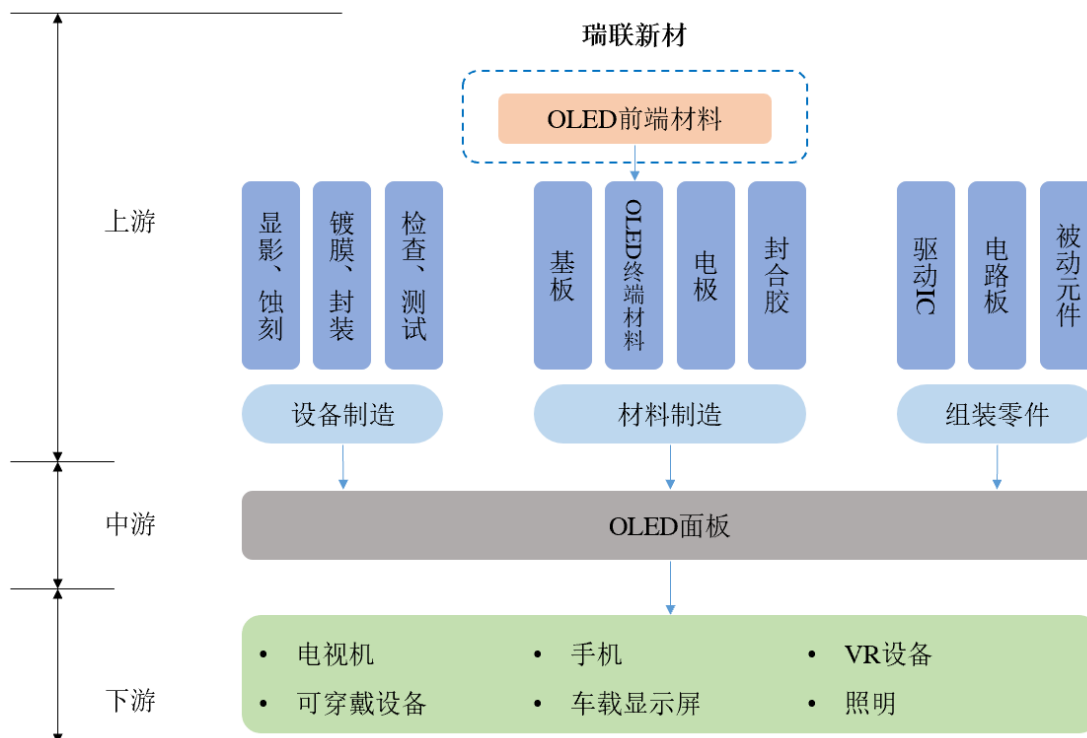 瑞联新材
OLED前端材料
上游
显影、蚀刻
镀膜、封装
检查、测试
基板
OLED终端材料
电极
封合胶
驱动IC
电路板
被动元件
设备制造
材料制造
组装零件
中游
OLED面板
下游
• 电视机
• 手机
• VR设备
• 可穿戴设备
• 车载显示屏
• 照明